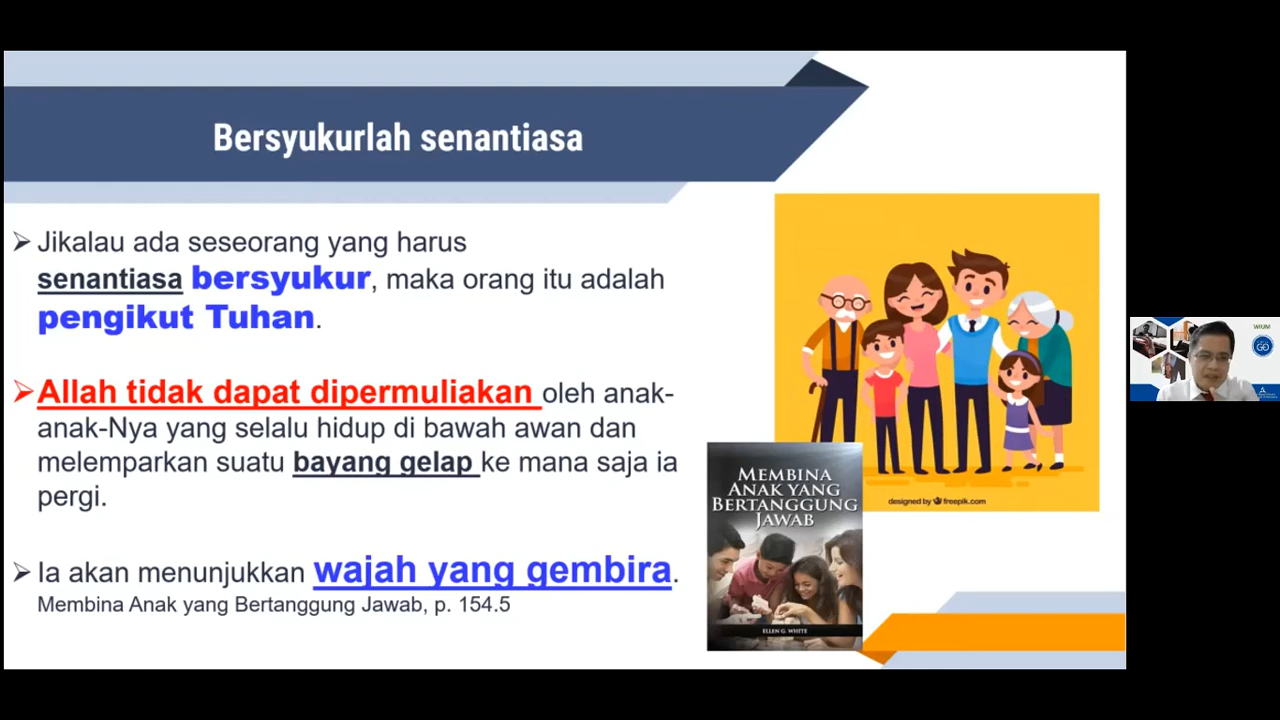 Bersyukurlah senantiasa
➢ Jikalau ada seseorang yang harus
senantiasa bersyukur, maka orang itu adalah
pengikut Tuhan.
➢ Allah tidak dapat dipermuliakan oleh anak-
anak-Nya yang selalu hidup di bawah awan dan
melemparkan suatu bayang gelap ke mana saja ia
pergi.
➢ Ia akan menunjukkan wajah yang gembira.
Membina Anak yang Bertanggung Jawab, p. 154.5
designed by freepik.com
MEMBINA
ANAK YANG
BERTANGGUNG
JAWAB
ELLEN G. WHITE
WIUM